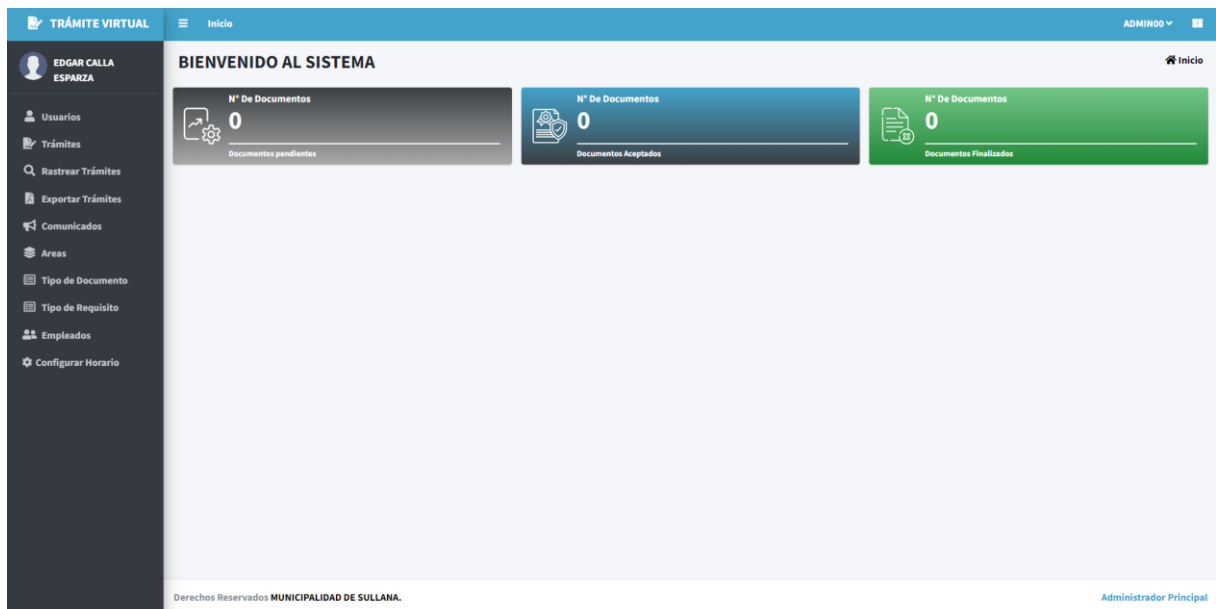 TRÁMITE VIRTUAL
Inicio
ADMIN00
EDGAR CALLA
ESPARZA
Usuarios
Trámites
Rastrear Trámites
Exportar Trámites
Comunicados
Areas
Tipo de Documento
Tipo de Requisito
Empleados
Configurar Horario
BIENVENIDO AL SISTEMA
Inicio
N° De Documentos
0
Documentos pendientes
N° De Documentos
0
Documentos Aceptados
N° De Documentos
0
Documentos Finalizados
Derechos Reservados MUNICIPALIDAD DE SULLANA.
Administrador Principal